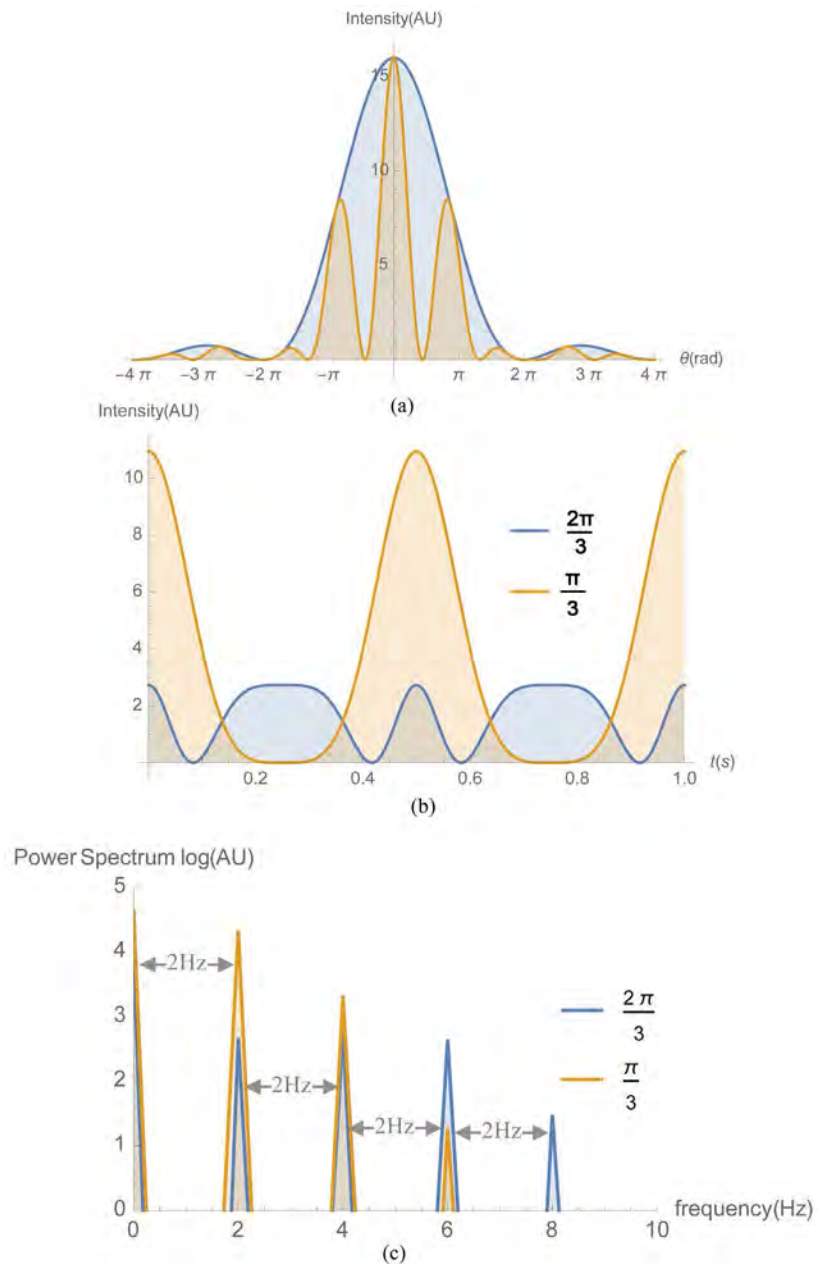 Intensity(AU)
15
10
5
−4 π −3 π −2 π −π π 2 π 3 π 4 π θ(rad)
(a)
Intensity(AU)
10
8
6
4
2
2π
3
π
3
0.2 0.4 0.6 0.8 1.0 t(s)
(b)
Power Spectrum log(AU)
5
4
3
2
1
0
2Hz
2Hz
2Hz 2Hz
2 π
3
π
3
0 2 4 6 8 10 frequency(Hz)
(c)